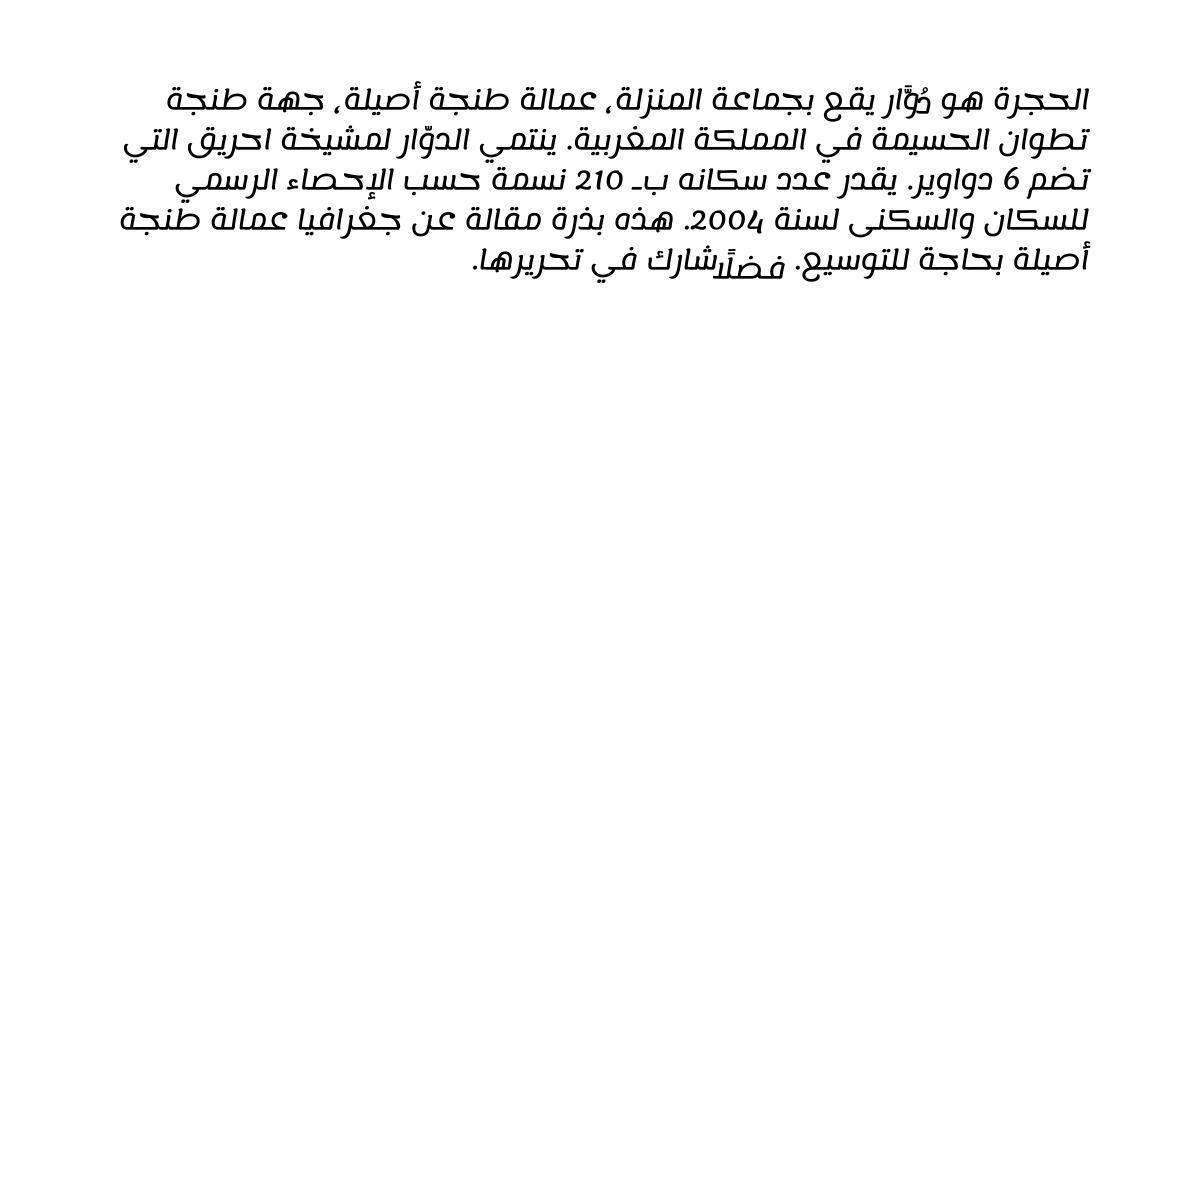 الحجرة هو دُوَّار يقع بجماعة المنزلة، عمالة طنجة أصيلة، جهة طنجة
تطوان الحسيمة في المملكة المغربية. ينتمي الدوّار لمشيخة احريق التي
تضم 6 دواوير. يقدر عدد سكانه بـ 210 نسمة حسب الإحصاء الرسمي
للسكان والسكنى لسنة 2004. هذه بذرة مقالة عن جغرافيا عمالة طنجة
أصيلة بحاجة للتوسيع. فضلًا شارك في تحريرها.